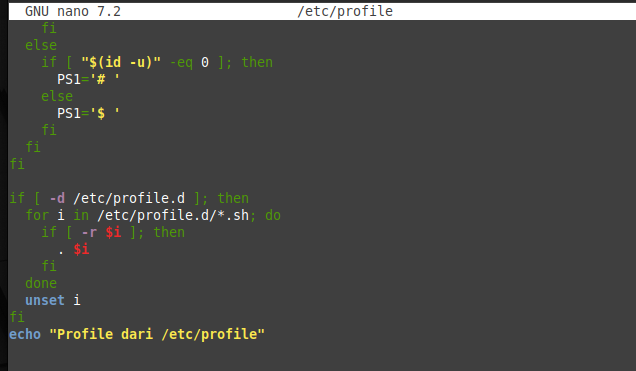 GNU nano 7.2 /etc/profile
    fi
  else
    if [ "$(id -u)" -eq 0 ]; then
      PS1='# '
    else
      PS1='$ '
    fi
  fi
fi

if [ -d /etc/profile.d ]; then
  for i in /etc/profile.d/*.sh; do
    if [ -r $i ]; then
      . $i
    fi
  done
  unset i
fi
echo "Profile dari /etc/profile"